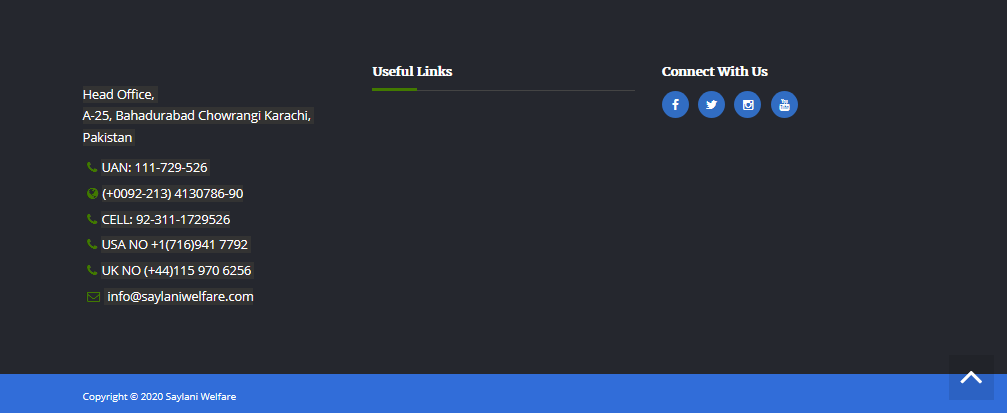 Head Office,
A-25, Bahadurabad Chowrangi Karachi,
Pakistan
UAN: 111-729-526
(+0092-213) 4130786-90
CELL: 92-311-1729526
USA NO +1(716)941 7792
UK NO (+44)115 970 6256
info@saylaniwelfare.com
Useful Links
Connect With Us
Copyright © 2020 Saylani Welfare